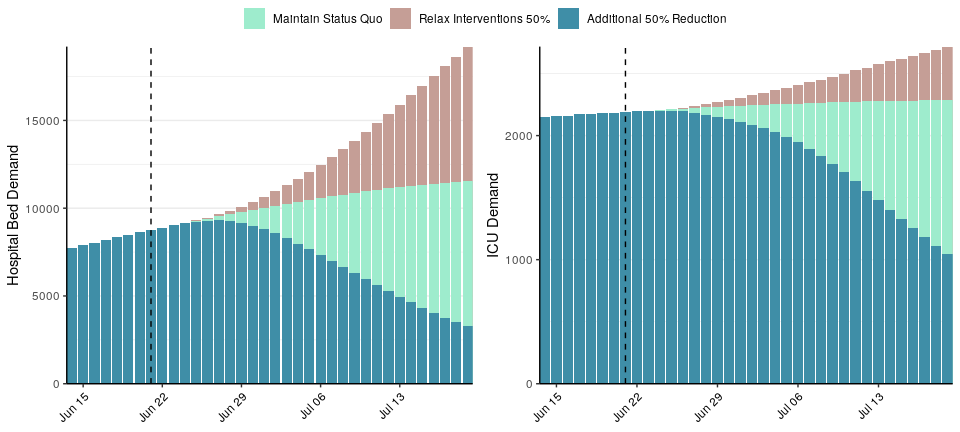 Maintain Status Quo Relax Interventions 50% Additional 50% Reduction
Hospital Bed Demand
15000
10000
5000
0
Jun 15 Jun 22 Jun 29 Jul 06 Jul 13
ICU Demand
2000
1000
0
Jun 15 Jun 22 Jun 29 Jul 06 Jul 13